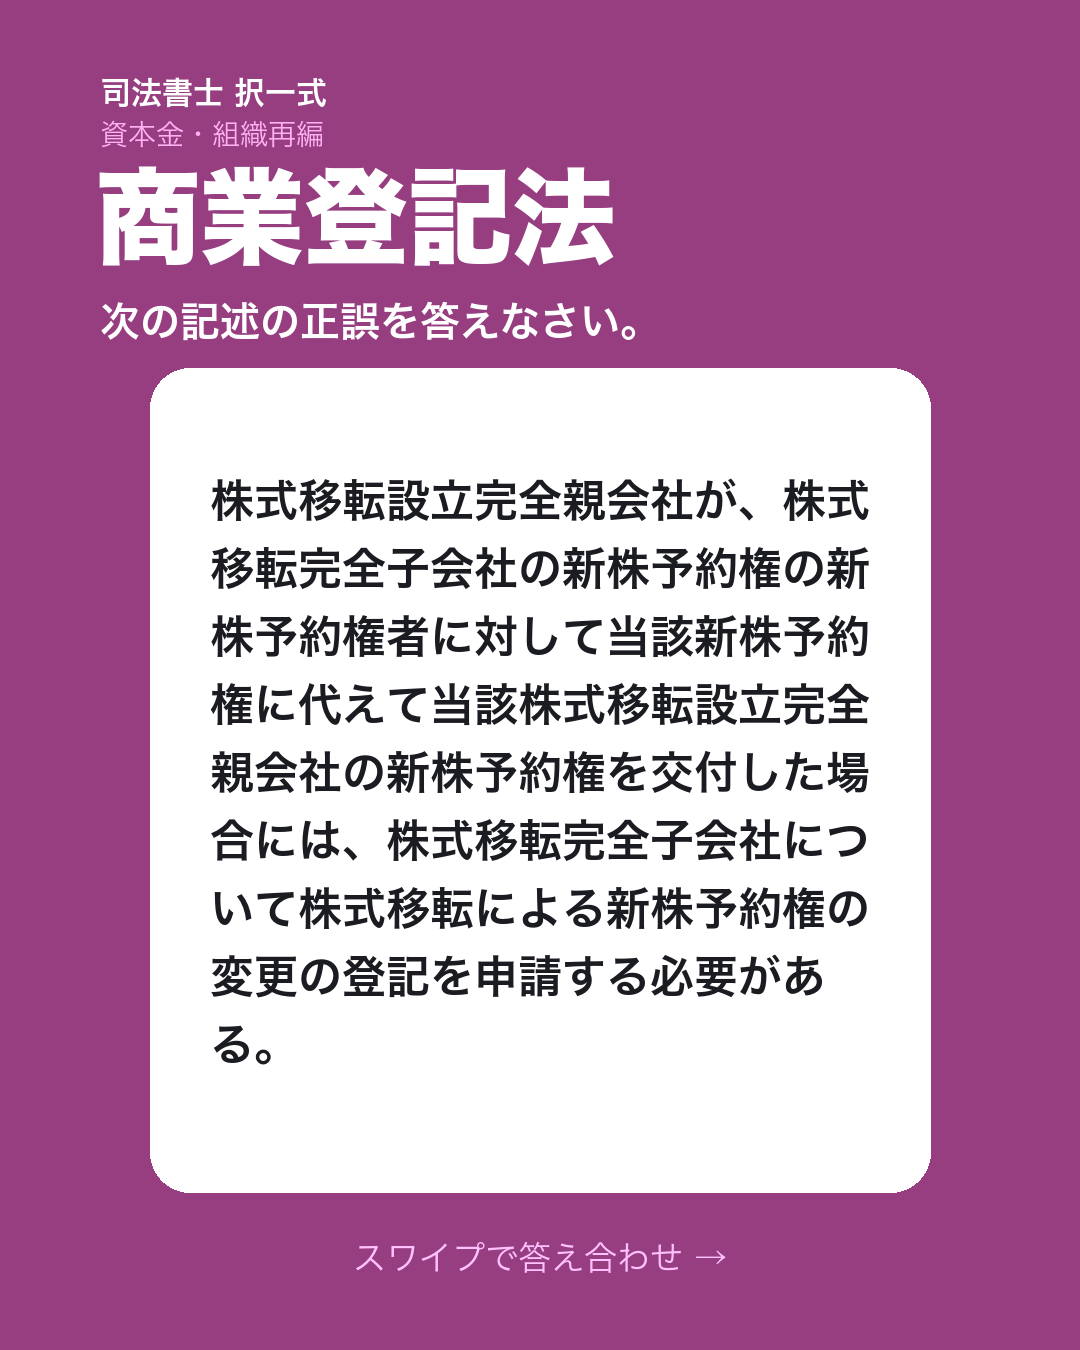 司法書士 択一式
資本金・組織再編
商業登記法
次の記述の正誤を答えなさい。
株式移転設立完全親会社が、株式
移転完全子会社の新株予約権の新
株予約権者に対して当該新株予約
権に代えて当該株式移転設立完全
親会社の新株予約権を交付した場
合には、株式移転完全子会社につ
いて株式移転による新株予約権の
変更の登記を申請する必要があ
る。
スワイプで答え合わせ →